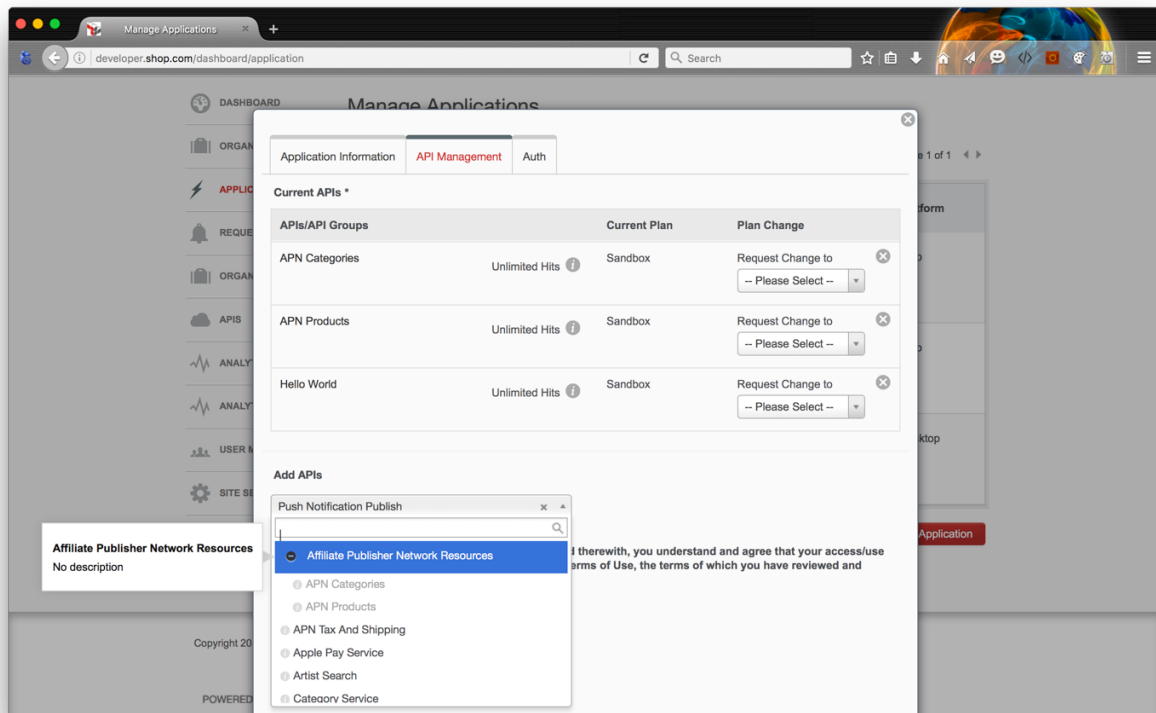 Manage Applications
developer.shop.com/dashboard/application
Search
DASHBOARD
Manage Applications
ORGAN
APPLIC
REQUE
ORGAN
APIS
ANALY
ANALY
USER M
SITE SE
Application Information
API Management
Auth
e 1 of 1
tform
Current APIs *
APIs/API Groups
Current Plan
Plan Change
APN Categories
Unlimited Hits
Sandbox
Request Change to
-- Please Select --
APN Products
Unlimited Hits
Sandbox
Request Change to
-- Please Select --
Hello World
Unlimited Hits
Sandbox
Request Change to
-- Please Select --
ktop
Add APIs
Push Notification Publish
Affiliate Publisher Network Resources
No description
Affiliate Publisher Network Resources
APN Categories
APN Products
APN Tax And Shipping
Apple Pay Service
Artist Search
Category Service
d therewith, you understand and agree that your access/use
erms of Use, the terms of which you have reviewed and
Application
Copyright 20
POWERED